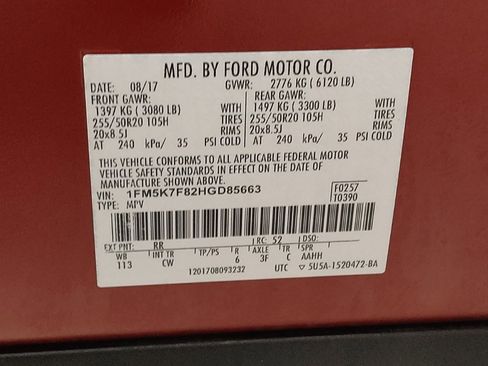 MFD. BY FORD MOTOR CO.
DATE: 08/17 GVWR: 2776 KG ( 6120 LB)
FRONT GAWR: REAR GAWR:
1397 KG ( 3080 LB) WITH 1497 KG ( 3300 LB) WITH
255/50R20 105H TIRES 255/50R20 105H TIRES
20x8.5J RIMS 20x8.5J RIMS
AT 240 kPa/ 35 PSI COLD AT 240 kPa/ 35 PSI COLD
THIS VEHICLE CONFORMS TO ALL APPLICABLE FEDERAL MOTOR
VEHICLE SAFETY STANDARDS IN EFFECT ON THE DATE OF
MANUFACTURE SHOWN ABOVE.
VIN: 1FM5K7F82HGD85663 F0257
TYPE: MPV T0390
EXT PNT: RR RC: 52 DSO:
WB INT TR TP/PS R AXLE TR SPR
113 CW 6 3F C AAHH
1201708093232 UTC ▽ 5U5A-1520472-BA